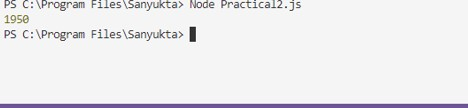 PS C:\Program Files\Sanyukta> Node Practical2.js
1950
PS C:\Program Files\Sanyukta>